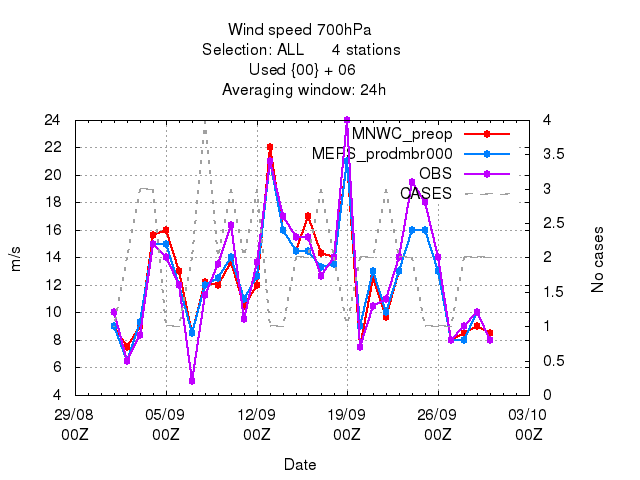 Wind speed 700hPa
Selection: ALL 4 stations
Used {00} + 06
Averaging window: 24h
24 4
MNWC_preop
22 3.5
MEPS_prodmbr000
20 OBS
18 3
CASES
16 2.5
14 2
12 1.5
10 1
8
6 0.5
4 0
m/s
No cases
29/08 05/09 12/09 19/09 26/09 03/10
00Z 00Z 00Z 00Z 00Z 00Z
Date